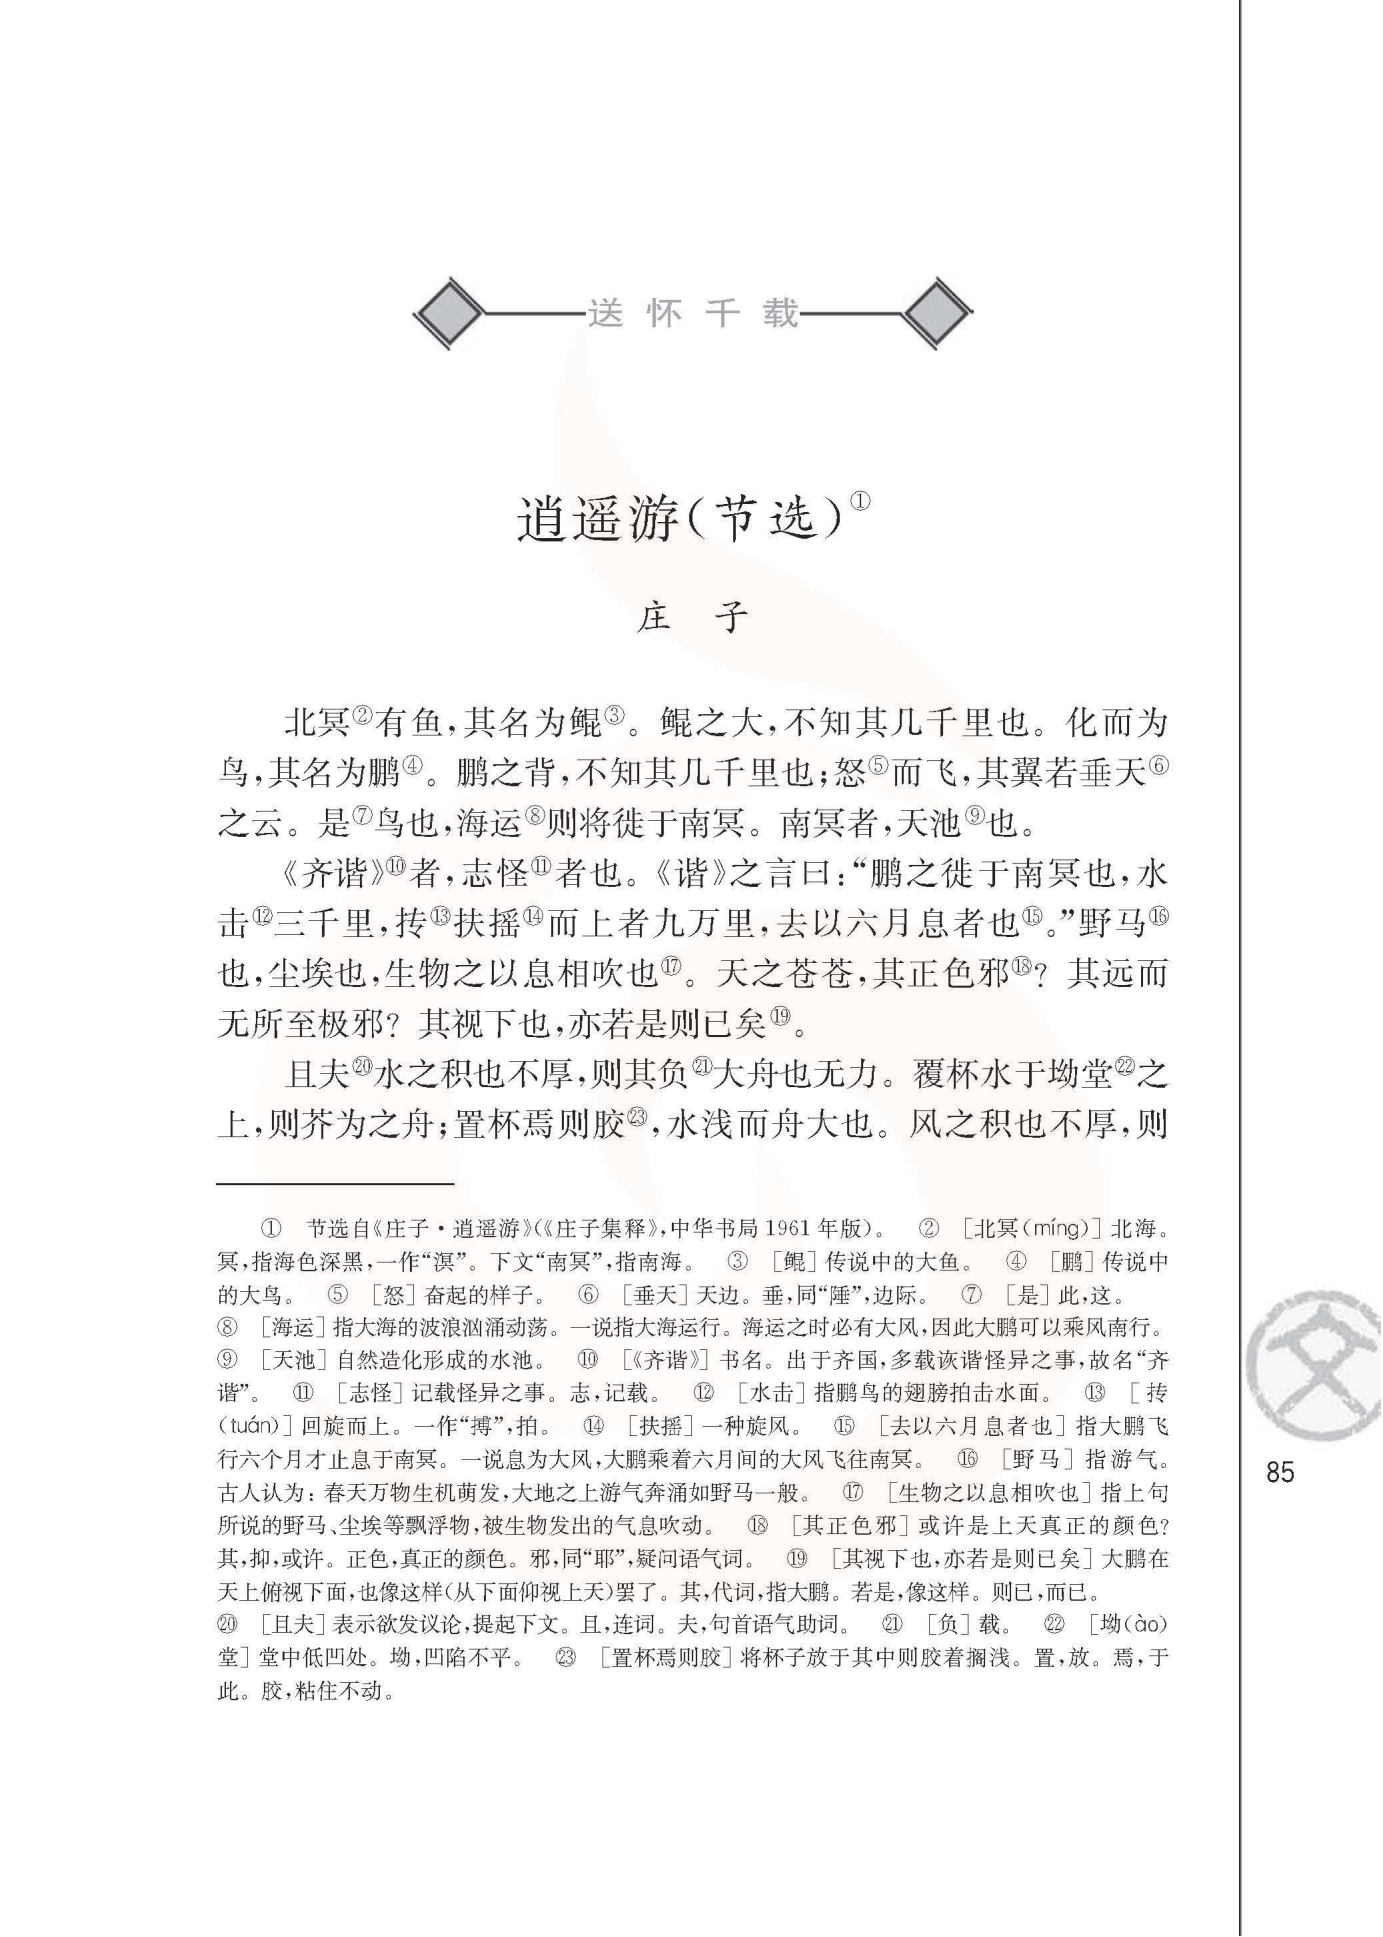 送怀千载
逍遥游(节选)①
庄 子
北冥②有鱼,其名为鲲③。鲲之大,不知其几千里也。化而为
鸟,其名为鹏④。鹏之背,不知其几千里也;怒⑤而飞,其翼若垂天⑥
之云。是⑦鸟也,海运⑧则将徙于南冥。南冥者,天池⑨也。
《齐谐》⑩者,志怪⑪者也。《谐》之言曰:“鹏之徙于南冥也,水
击⑫三千里,抟⑬扶摇⑭而上者九万里,去以六月息者也⑮。”野马⑯
也,尘埃也,生物之以息相吹也⑰。天之苍苍,其正色邪⑱?其远而
无所至极邪?其视下也,亦若是则已矣⑲。
且夫⑳水之积也不厚,则其负㉑大舟也无力。覆杯水于坳堂㉒之
上,则芥为之舟;置杯焉则胶㉓,水浅而舟大也。风之积也不厚,则
① 节选自《庄子·逍遥游》(《庄子集释》,中华书局1961年版)。 ② [北冥(míng)]北海。
冥,指海色深黑,一作“溟”。下文“南冥”,指南海。 ③ [鲲]传说中的大鱼。 ④ [鹏]传说中
的大鸟。 ⑤ [怒]奋起的样子。 ⑥ [垂天]天边。垂,同“陲”,边际。 ⑦ [是]此,这。
⑧ [海运]指大海的波浪汹涌动荡。一说指大海运行。海运之时必有大风,因此大鹏可以乘风南行。
⑨ [天池]自然造化形成的水池。 ⑩ [《齐谐》]书名。出于齐国,多载诙谐怪异之事,故名“齐
谐”。 ⑪ [志怪]记载怪异之事。志,记载。 ⑫ [水击]指鹏鸟的翅膀拍击水面。 ⑬ [抟
(tuán)]回旋而上。一作“搏”,拍。 ⑭ [扶摇]一种旋风。 ⑮ [去以六月息者也]指大鹏飞
行六个月才止息于南冥。一说息为大风,大鹏乘着六月间的大风飞往南冥。 ⑯ [野马]指游气。
古人认为:春天万物生机萌发,大地之上游气奔涌如野马一般。 ⑰ [生物之以息相吹也]指上句
所说的野马、尘埃等飘浮物,被生物发出的气息吹动。 ⑱ [其正色邪]或许是上天真正的颜色?
其,抑,或许。正色,真正的颜色。邪,同“耶”,疑问语气词。 ⑲ [其视下也,亦若是则已矣]大鹏在
天上俯视下面,也像这样(从下面仰视上天)罢了。其,代词,指大鹏。若是,像这样。则已,而已。
⑳ [且夫]表示欲发议论,提起下文。且,连词。夫,句首语气助词。 ㉑ [负]载。 ㉒ [坳(ào)
堂]堂中低凹处。坳,凹陷不平。 ㉓ [置杯焉则胶]将杯子放于其中则胶着搁浅。置,放。焉,于
此。胶,粘住不动。
文
85